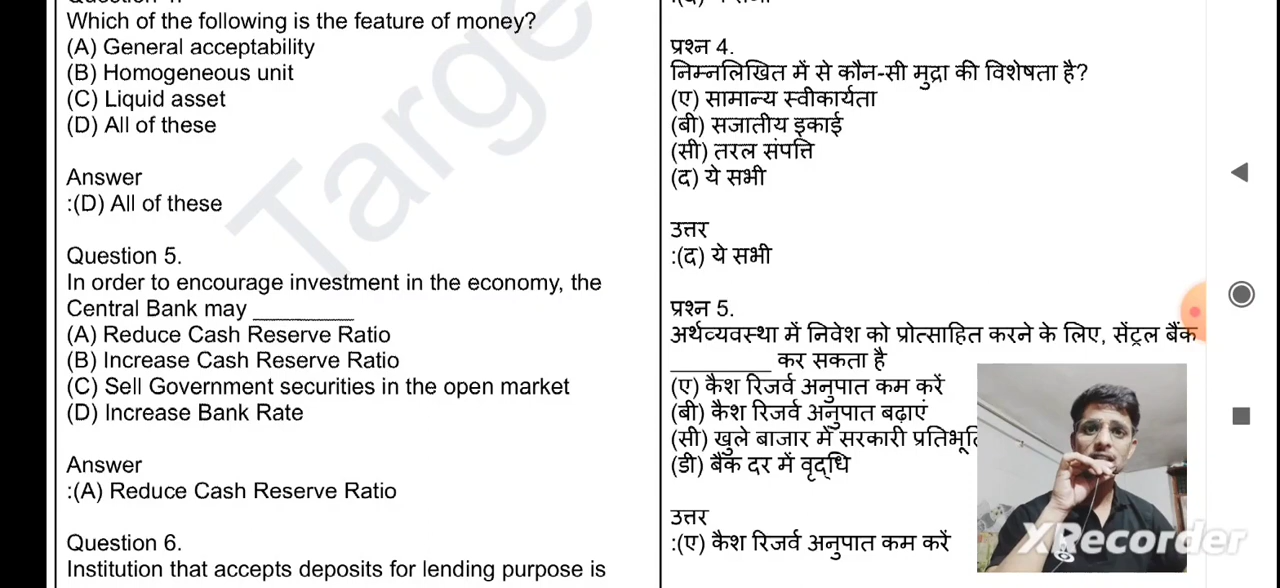 Which of the following is the feature of money?
(A) General acceptability
(B) Homogeneous unit
(C) Liquid asset
(D) All of these
Answer
:(D) All of these
Question 5.
In order to encourage investment in the economy, the
Central Bank may _________
(A) Reduce Cash Reserve Ratio
(B) Increase Cash Reserve Ratio
(C) Sell Government securities in the open market
(D) Increase Bank Rate
Answer
:(A) Reduce Cash Reserve Ratio
Question 6.
Institution that accepts deposits for lending purpose is
प्रश्न 4.
निम्नलिखित में से कौन-सी मुद्रा की विशेषता है?
(ए) सामान्य स्वीकार्यता
(बी) सजातीय इकाई
(सी) तरल संपत्ति
(द) ये सभी
उत्तर
:(द) ये सभी
प्रश्न 5.
अर्थव्यवस्था में निवेश को प्रोत्साहित करने के लिए, सेंट्रल बैंक
_________ कर सकता है
(ए) कैश रिजर्व अनुपात कम करें
(बी) कैश रिजर्व अनुपात बढ़ाएं
(सी) खुले बाजार में सरकारी
(डी) बैंक दर में वृद्धि
उत्तर
:(ए) कैश रिजर्व अनुपात कम करें
Targe
XRecorder